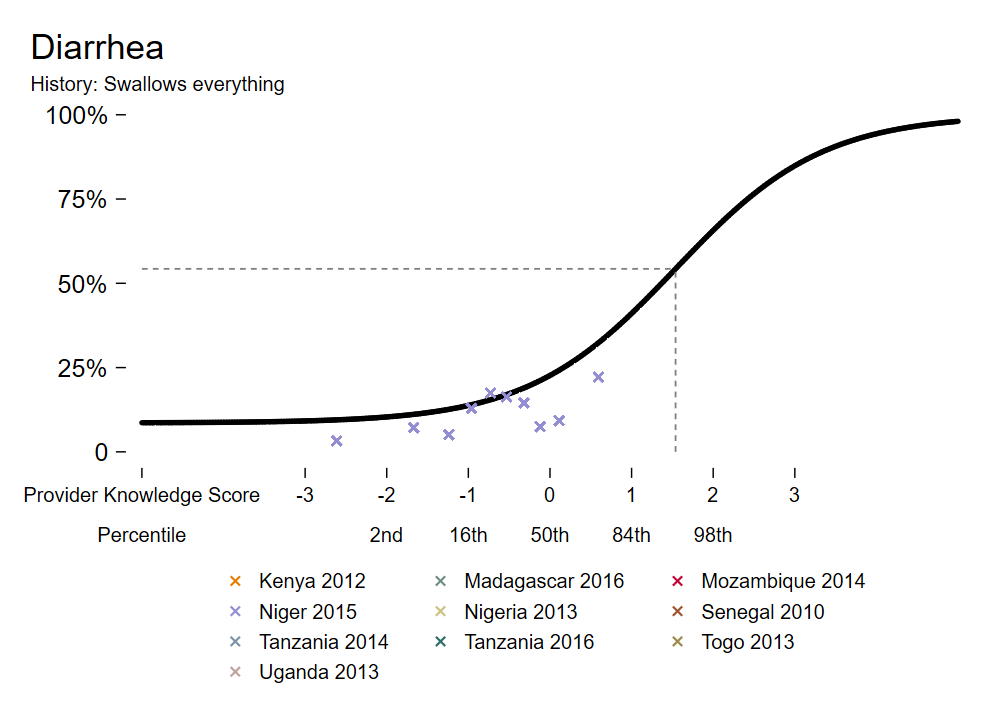 Diarrhea
History: Swallows everything
100%
75%
50%
25%
0
Provider Knowledge Score -3 -2 -1 0 1 2 3
Percentile 2nd 16th 50th 84th 98th
Kenya 2012 Madagascar 2016 Mozambique 2014
Niger 2015 Nigeria 2013 Senegal 2010
Tanzania 2014 Tanzania 2016 Togo 2013
Uganda 2013